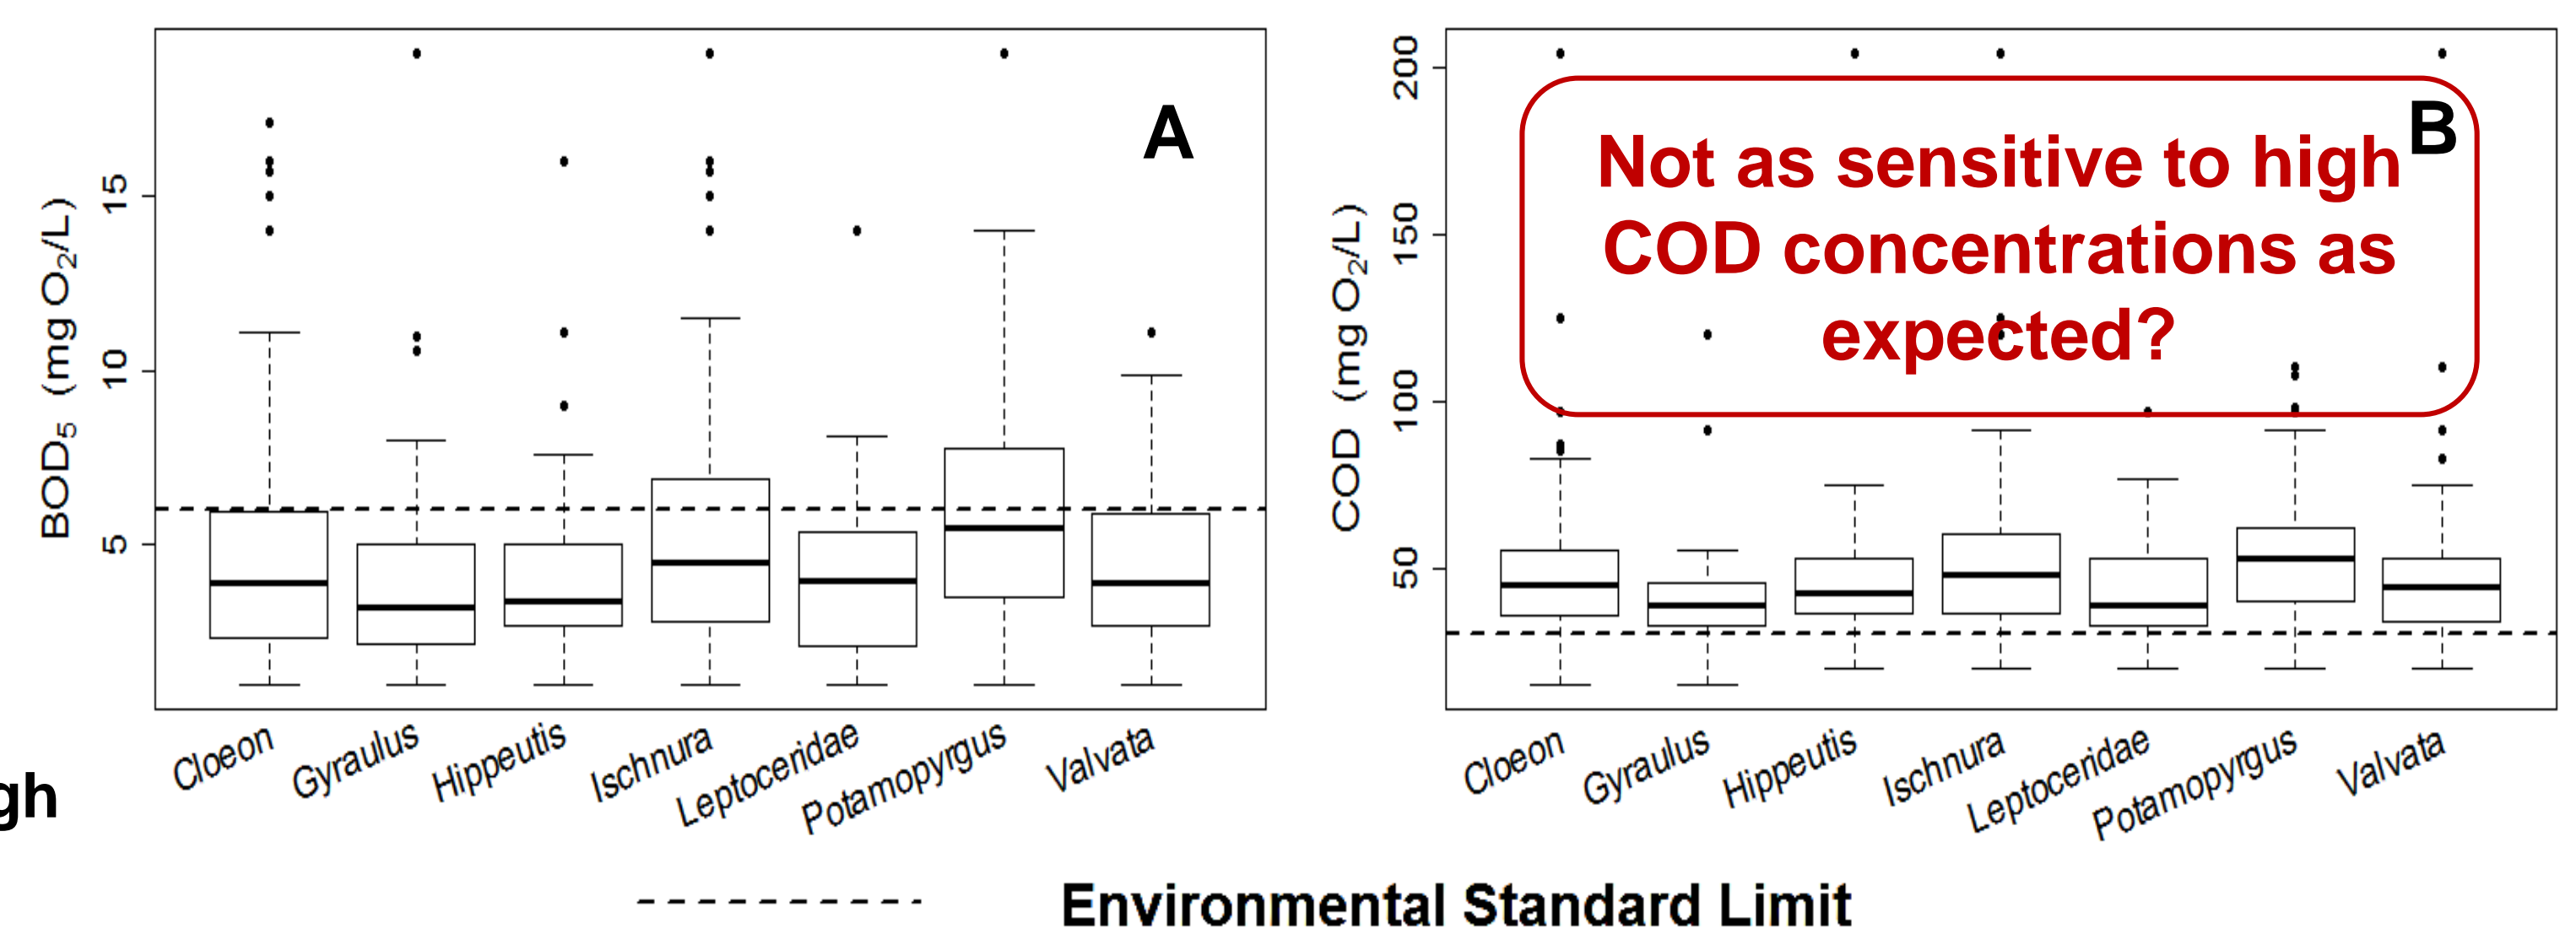 A
BOD₅ (mg O₂/L)
15
10
5
Cloeon
Gyraulus
Hippeutis
Ischnura
Leptoceridae
Potamopyrgus
Valvata
B
Not as sensitive to high
COD concentrations as
expected?
COD (mg O₂/L)
200
150
100
50
Cloeon
Gyraulus
Hippeutis
Ischnura
Leptoceridae
Potamopyrgus
Valvata
gh
Environmental Standard Limit